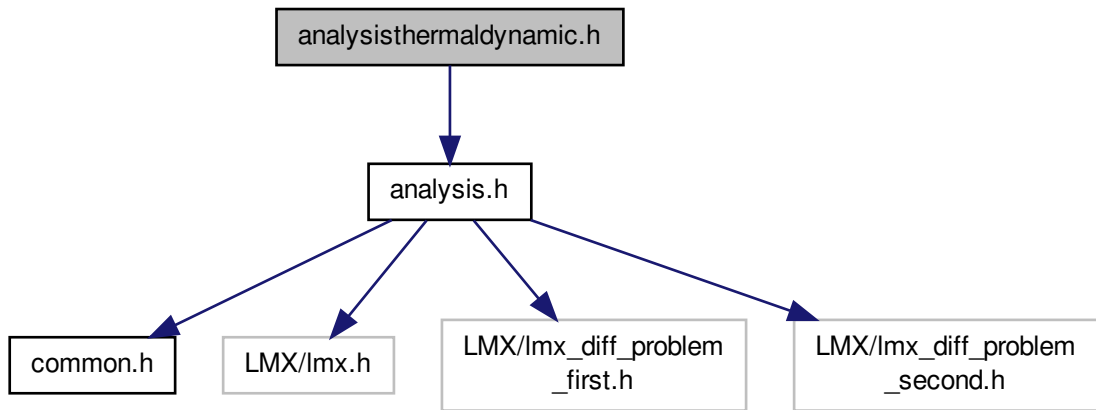 analysisthermaldynamic.h
analysis.h
common.h
LMX/lmx.h
LMX/lmx_diff_problem
_first.h
LMX/lmx_diff_problem
_second.h